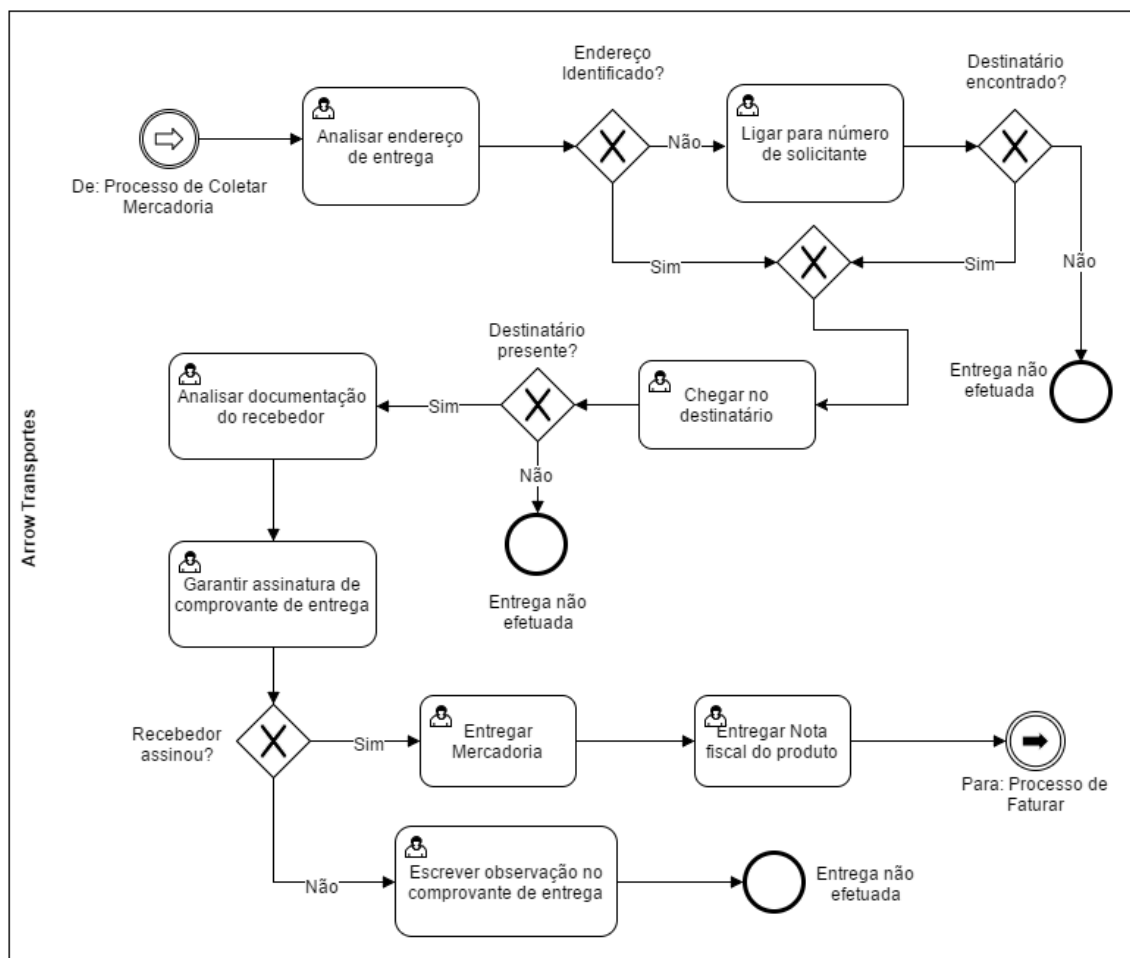 Endereço
Identificado?
Destinatário
encontrado?
Analisar endereço
de entrega
Não
Ligar para número
de solicitante
De: Processo de Coletar
Mercadoria
Sim
Sim
Não
Destinatário
presente?
Entrega não
efetuada
Analisar documentação
do recebedor
Sim
Chegar no
destinatário
Não
Arrow Transportes
Garantir assinatura de
comprovante de entrega
Entrega não
efetuada
Recebedor
assinou?
Sim
Entregar
Mercadoria
Entregar Nota
fiscal do produto
Para: Processo de
Faturar
Não
Escrever observação no
comprovante de entrega
Entrega não
efetuada